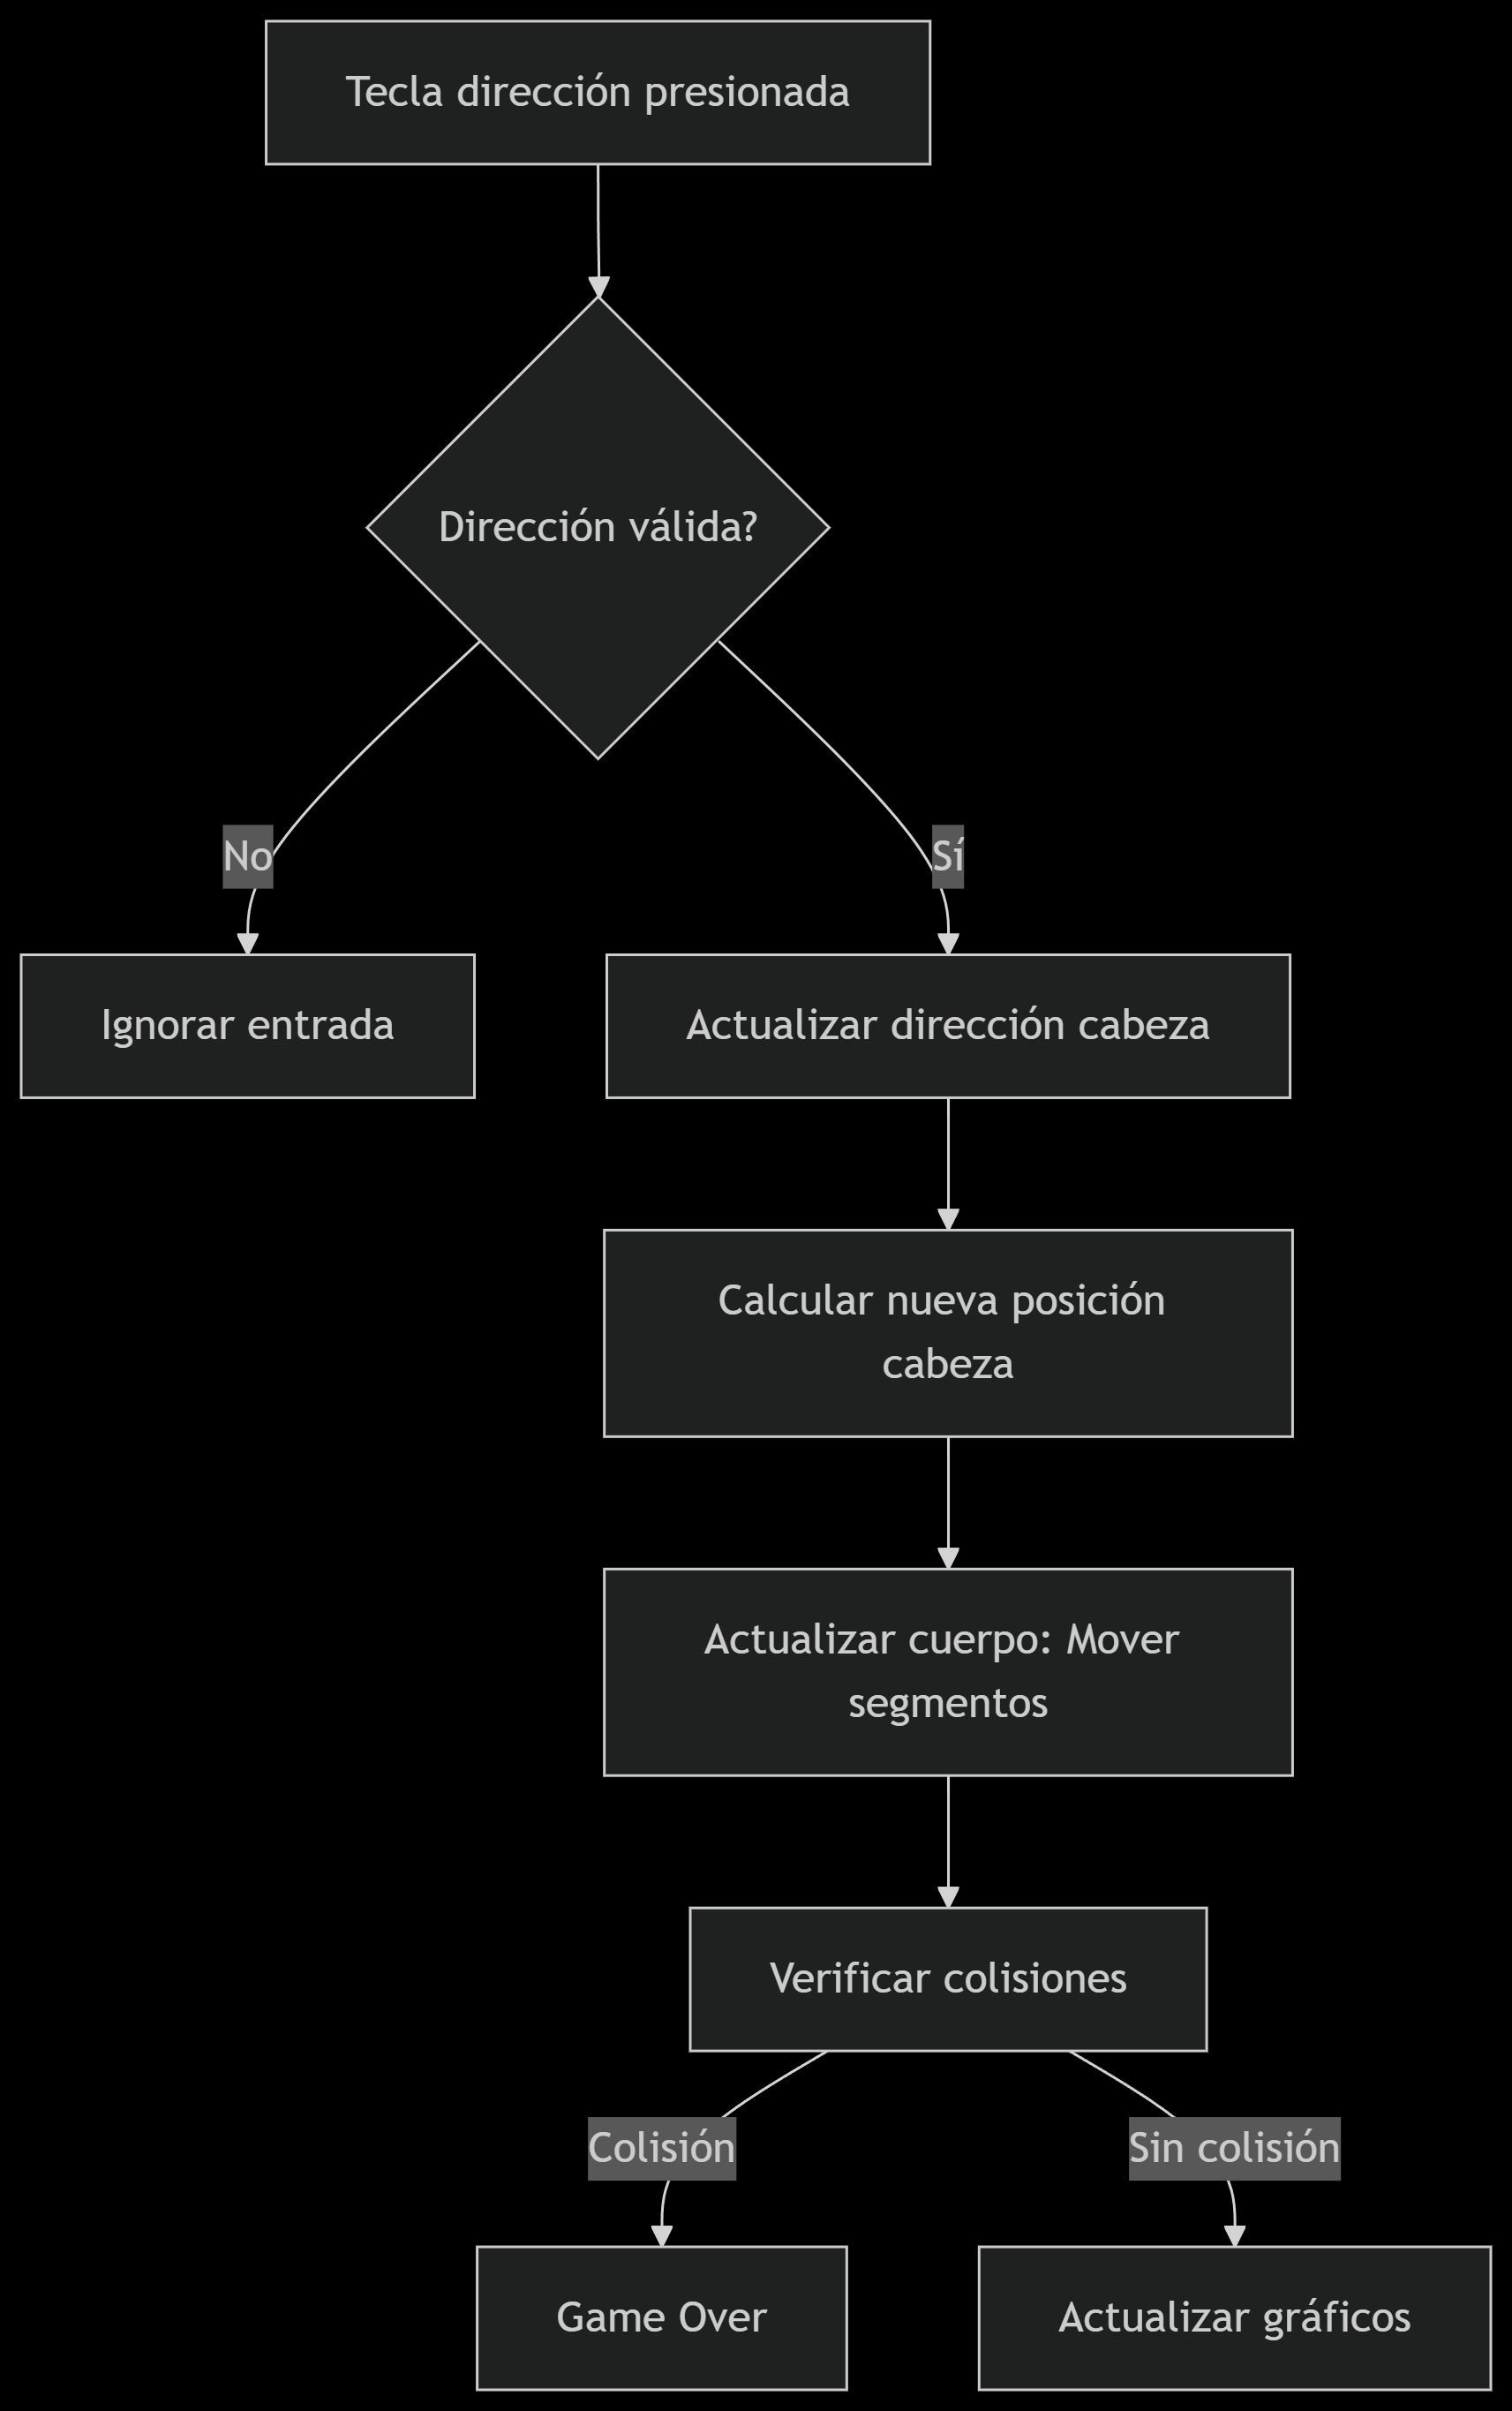 Tecla dirección presionada
Dirección válida?
No
Sí
Ignorar entrada
Actualizar dirección cabeza
Calcular nueva posición
cabeza
Actualizar cuerpo: Mover
segmentos
Verificar colisiones
Colisión
Sin colisión
Game Over
Actualizar gráficos